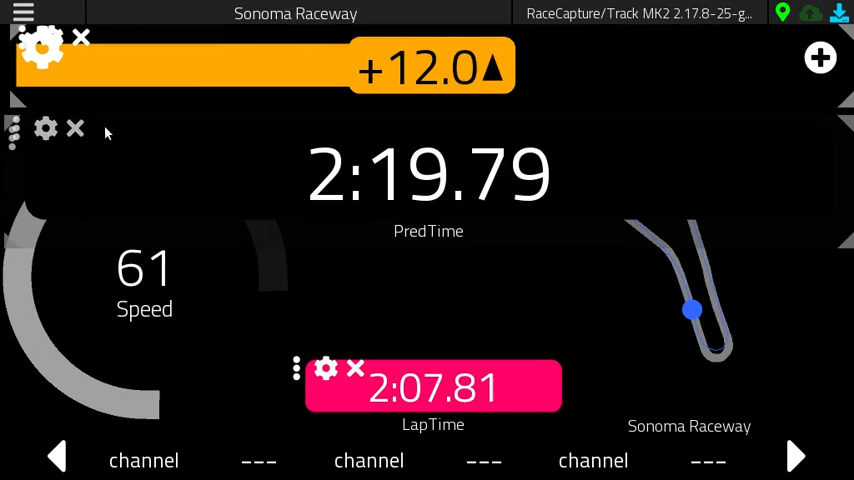 Sonoma Raceway
RaceCapture/Track MK2 2.17.8-25-g...
+12.0▲
2:19.79
PredTime
61
Speed
2:07.81
LapTime
Sonoma Raceway
channel --- channel --- channel ---